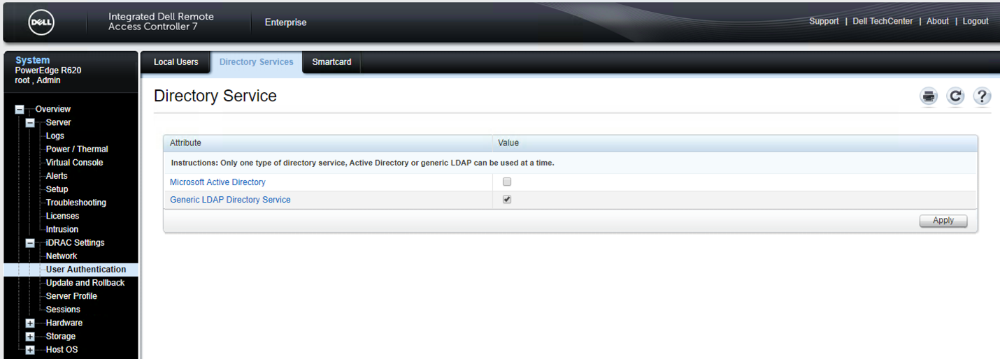 DELL
Integrated Dell Remote
Access Controller 7
Enterprise
Support | Dell TechCenter | About | Logout
System
PowerEdge R620
root , Admin
Local Users
Directory Services
Smartcard
Directory Service
?
Overview
Server
Logs
Power / Thermal
Virtual Console
Alerts
Setup
Troubleshooting
Licenses
Intrusion
iDRAC Settings
Network
User Authentication
Update and Rollback
Server Profile
Sessions
Hardware
Storage
Host OS
Attribute Value
Instructions: Only one type of directory service, Active Directory or generic LDAP can be used at a time.
Microsoft Active Directory
Generic LDAP Directory Service
Apply